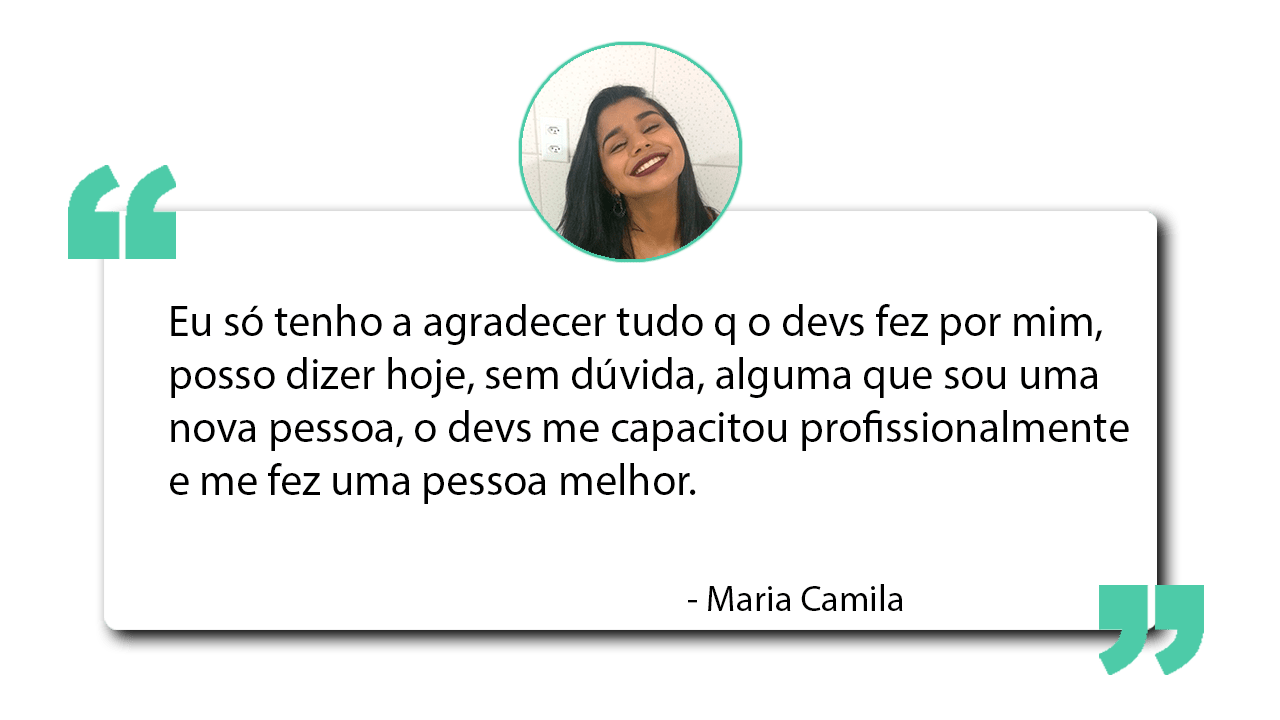 Eu só tenho a agradecer tudo q o devs fez por mim,
posso dizer hoje, sem dúvida, alguma que sou uma
nova pessoa, o devs me capacitou profissionalmente
e me fez uma pessoa melhor.
- Maria Camila